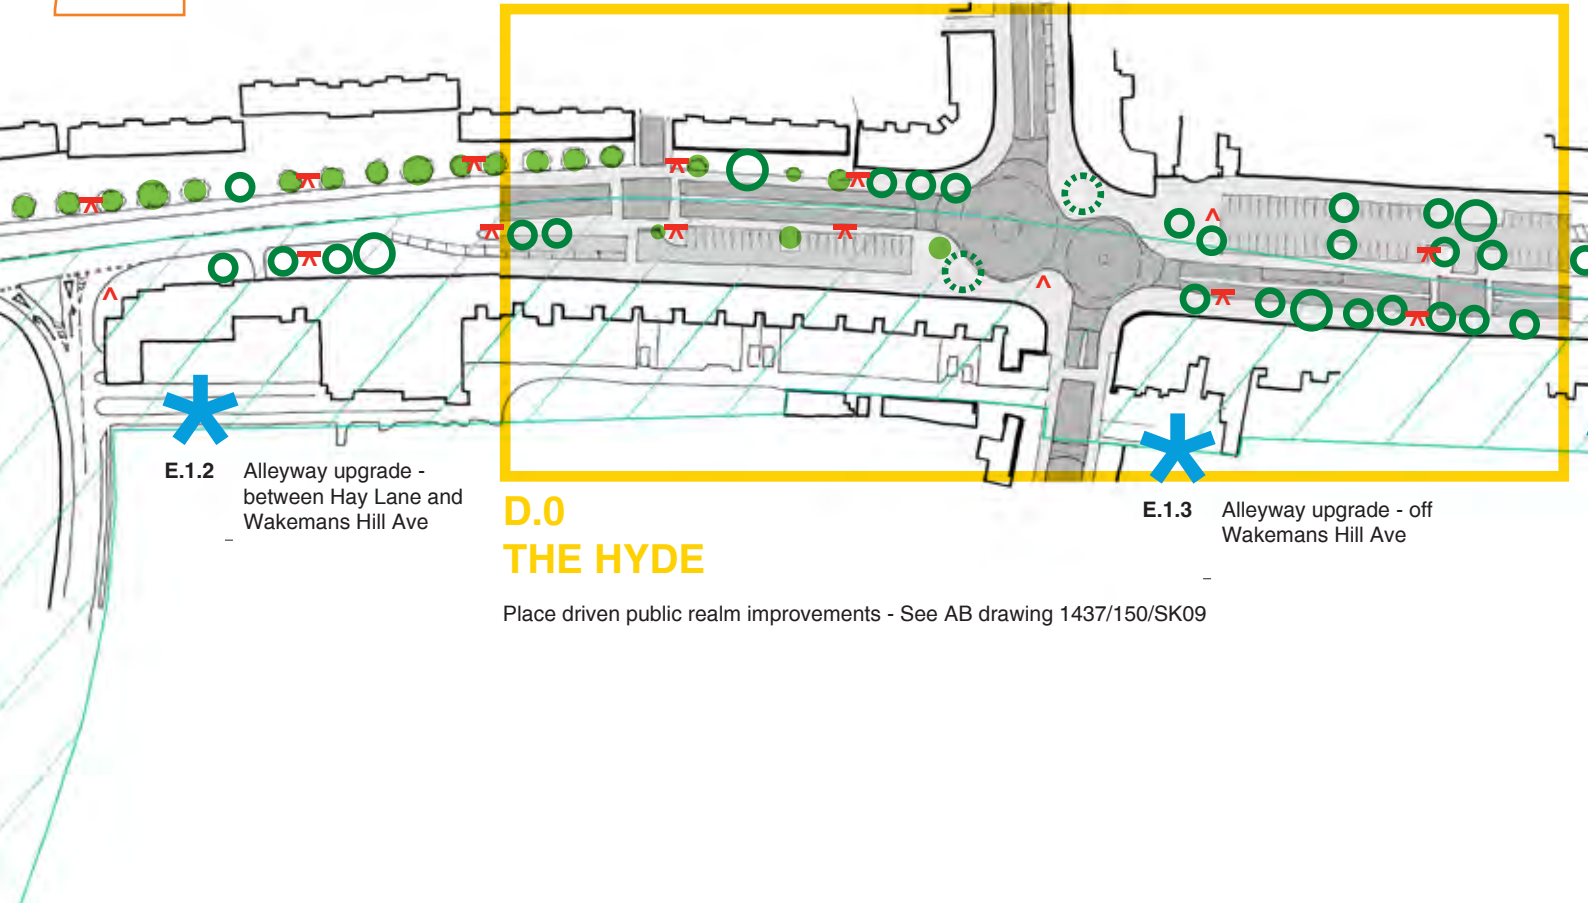 E.1.2 Alleyway upgrade -
between Hay Lane and
Wakemans Hill Ave
D.0
THE HYDE
Place driven public realm improvements - See AB drawing 1437/150/SK09
E.1.3 Alleyway upgrade - off
Wakemans Hill Ave